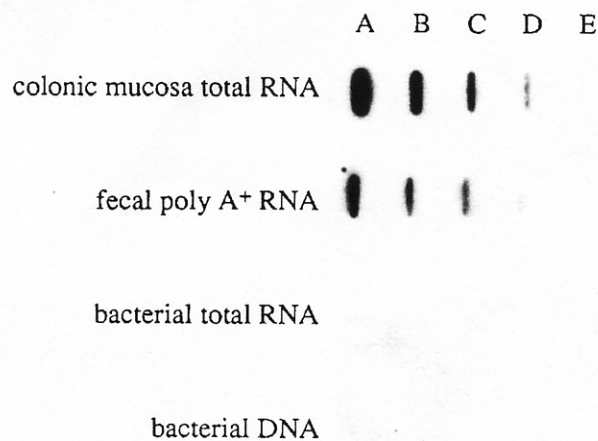 A B C D E
colonic mucosa total RNA
fecal poly A+ RNA
bacterial total RNA
bacterial DNA